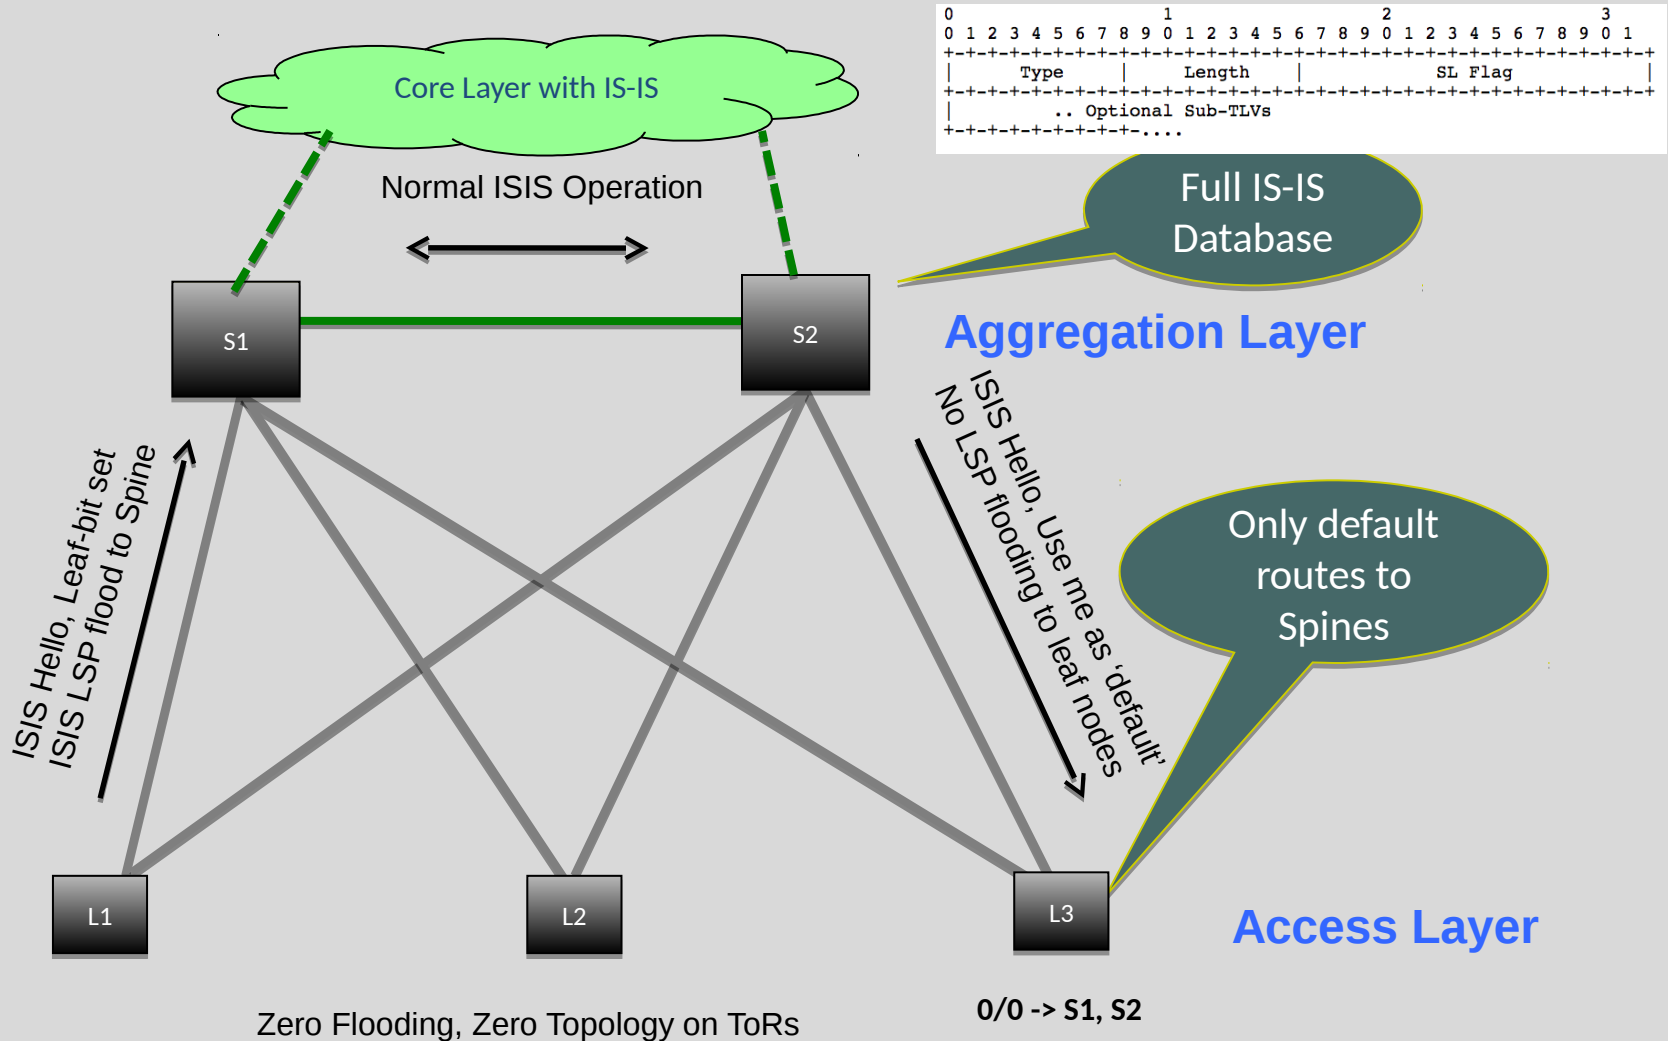 0                   1                   2                   3
0 1 2 3 4 5 6 7 8 9 0 1 2 3 4 5 6 7 8 9 0 1 2 3 4 5 6 7 8 9 0 1
+-+-+-+-+-+-+-+-+-+-+-+-+-+-+-+-+-+-+-+-+-+-+-+-+-+-+-+-+-+-+-+-+
|      Type     |     Length    |            SL Flag            |
+-+-+-+-+-+-+-+-+-+-+-+-+-+-+-+-+-+-+-+-+-+-+-+-+-+-+-+-+-+-+-+-+
|         .. Optional Sub-TLVs
+-+-+-+-+-+-+-+-+-....
Core Layer with IS-IS
Normal ISIS Operation
Full IS-IS
Database
S1
S2
Aggregation Layer
ISIS Hello, Leaf-bit set
ISIS LSP flood to Spine
ISIS Hello, Use me as ‘default’
No LSP flooding to leaf nodes
Only default
routes to
Spines
L1
L2
L3
Access Layer
0/0 -> S1, S2
Zero Flooding, Zero Topology on ToRs